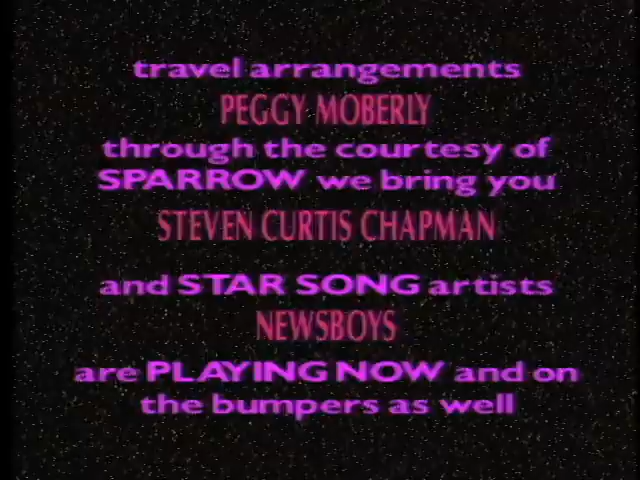 travel arrangements
PEGGY MOBERLY
through the courtesy of
SPARROW we bring you
STEVEN CURTIS CHAPMAN
and STAR SONG artists
NEWSBOYS
are PLAYING NOW and on
the bumpers as well